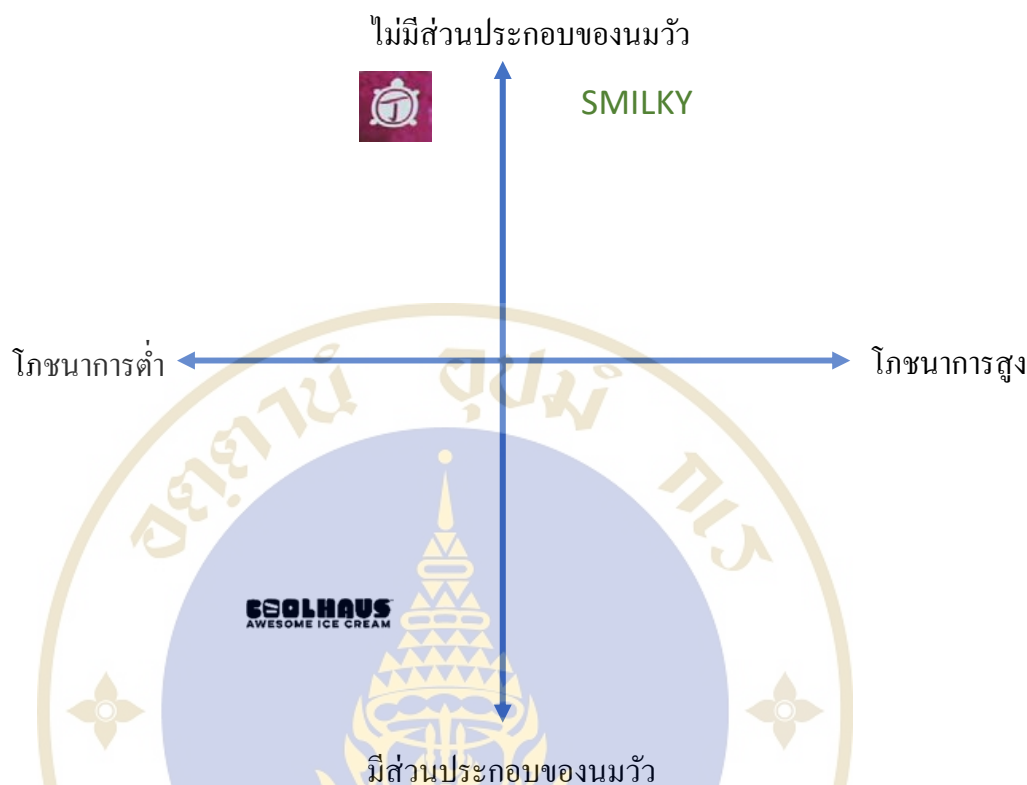 ไม่มีส่วนประกอบของนมวัว
SMILKY
โภชนาการต่ำ
โภชนาการสูง
COOLHAUS
AWESOME ICE CREAM
มีส่วนประกอบของนมวัว